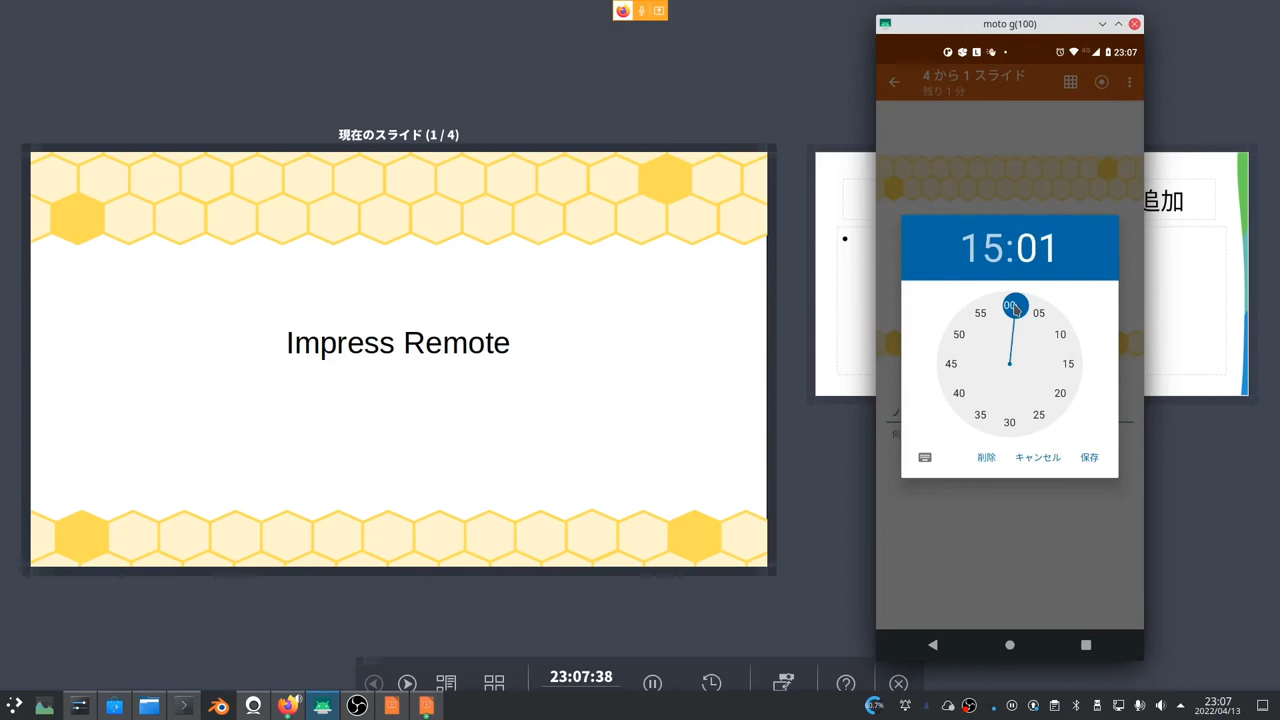 moto g(100)
23:07
4 から 1 スライド
残り 1 分
現在のスライド (1 / 4)
追加
Impress Remote
15:01
00
05
10
15
20
25
30
35
40
45
50
55
削除
キャンセル
保存
23:07:38
60.7%
23:07
2022/04/13